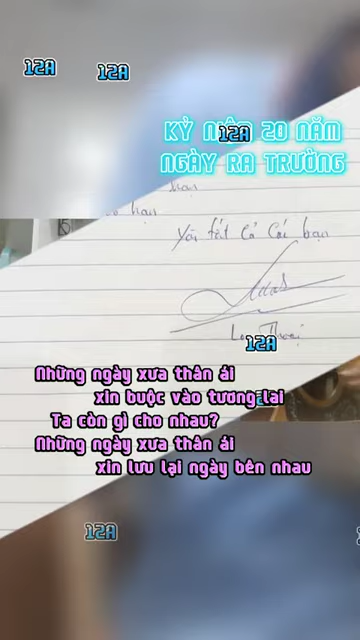 12A
12A
KỶ NIỆM 20 NĂM
12A
NGÀY RA TRƯỜNG
hạn
Yêu tất cả các bạn
12A
Những ngày xưa thân ái
xin buộc vào tương lai
Ta còn gì cho nhau?
Những ngày xưa thân ái
xin lưu lại ngày bên nhau
12A